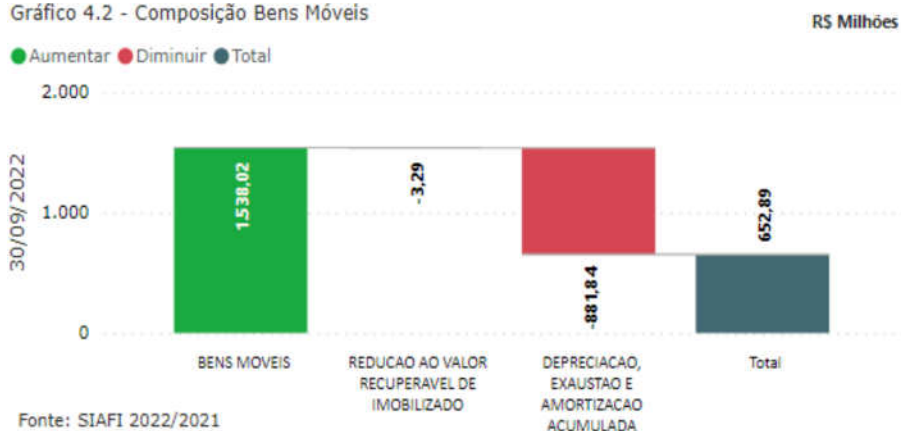 Gráfico 4.2 - Composição Bens Móveis
R$ Milhões
Aumentar Diminuir Total
2.000
1.000
0
30/09/2022
1.538,02
-3,29
-881,84
652,89
BENS MOVEIS
REDUCAO AO VALOR
RECUPERAVEL DE
IMOBILIZADO
DEPRECIACAO,
EXAUSTAO E
AMORTIZACAO
ACUMULADA
Total
Fonte: SIAFI 2022/2021